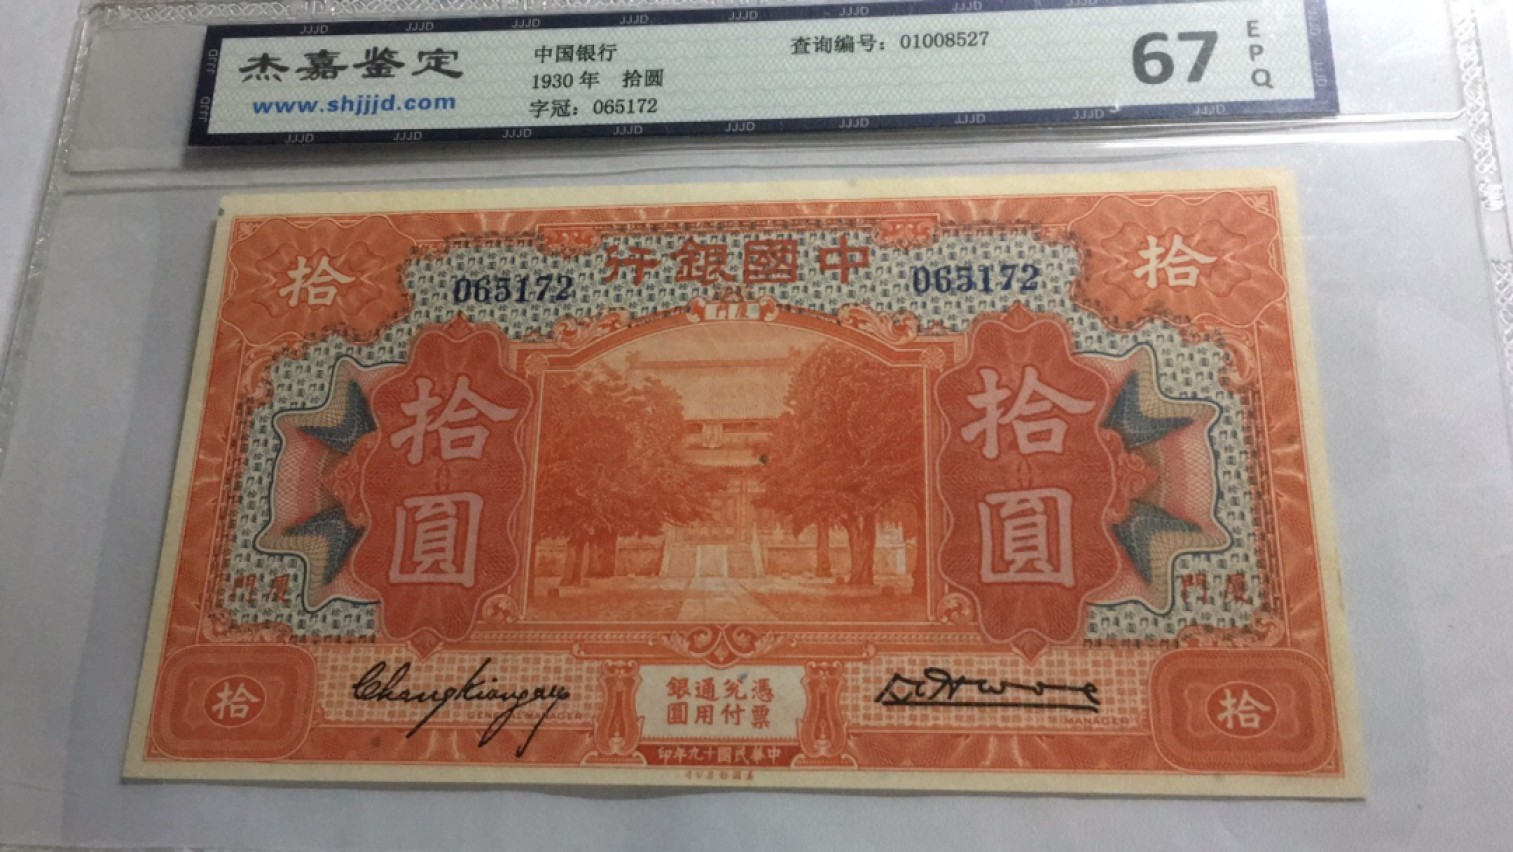 杰嘉鉴定
www.shjjjd.com
中国银行
1930 年 拾圆
字冠：065172
查询编号：01008527
67
EPQ
行銀國中
拾
拾
065172
065172
拾圓
拾圓
門厦
門厦
拾
拾
GENERAL MANAGER
MANAGER
憑票
兌付
通用
銀圓
印年九十國民華中